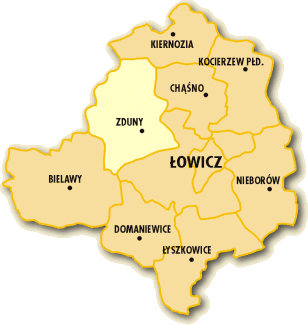 KIERNOZIA
KOCIERZEW PŁD.
CHĄŚNO
ZDUNY
ŁOWICZ
BIELAWY
NIEBORÓW
DOMANIEWICE
ŁYSZKOWICE